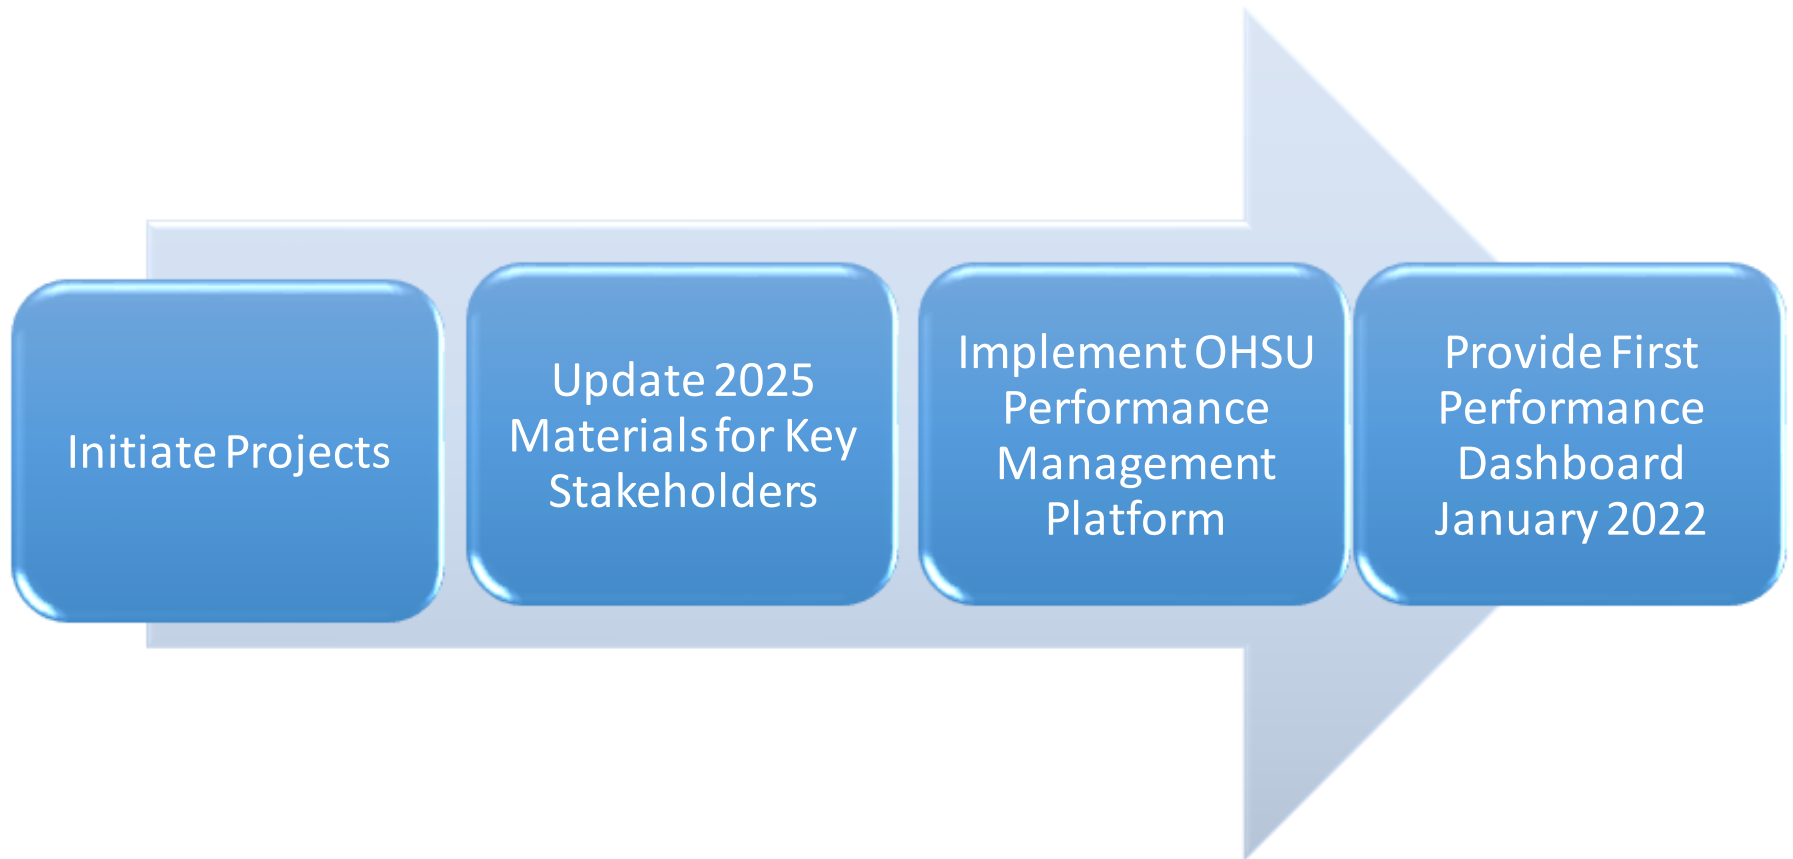 Initiate Projects
Update 2025
Materials for Key
Stakeholders
Implement OHSU
Performance
Management
Platform
Provide First
Performance
Dashboard
January 2022